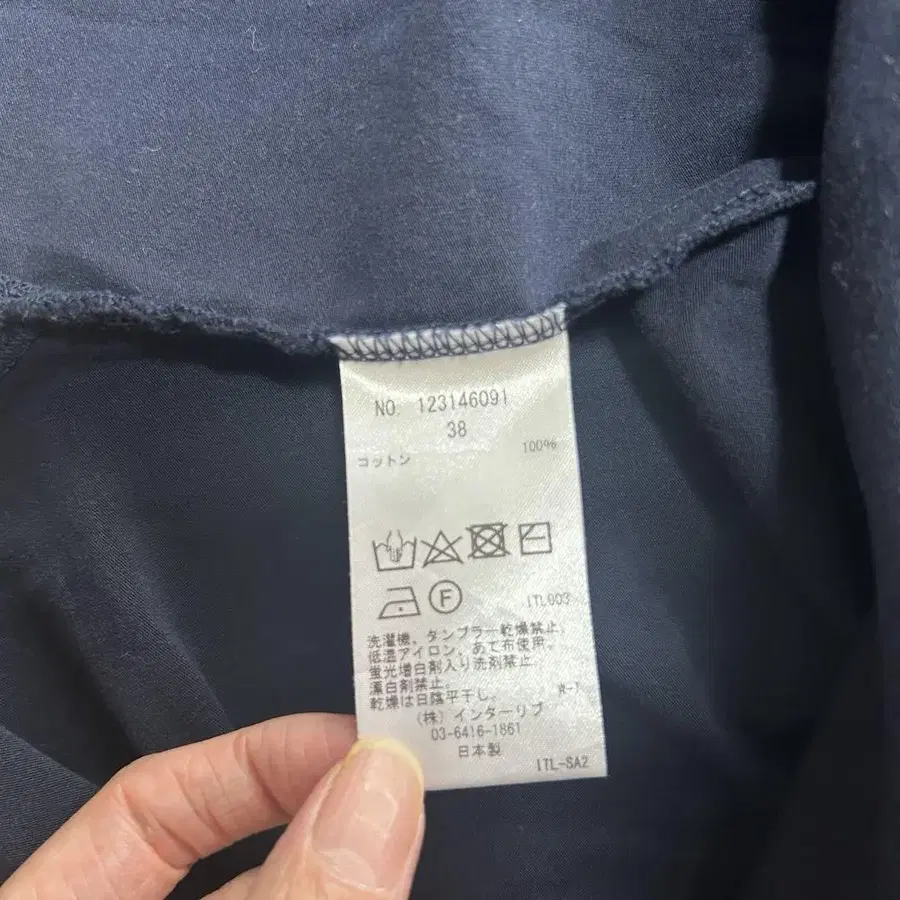 NO. 123146091
38
コットン 100%
F
ITL003
洗濯機、タンブラー乾燥禁止。
低温アイロン、あて布使用。
蛍光増白剤入り洗剤禁止。
漂白剤禁止。
乾燥は日陰平干し。
(株)インターリブ
03-6416-1861
日本製
ITL-SA2